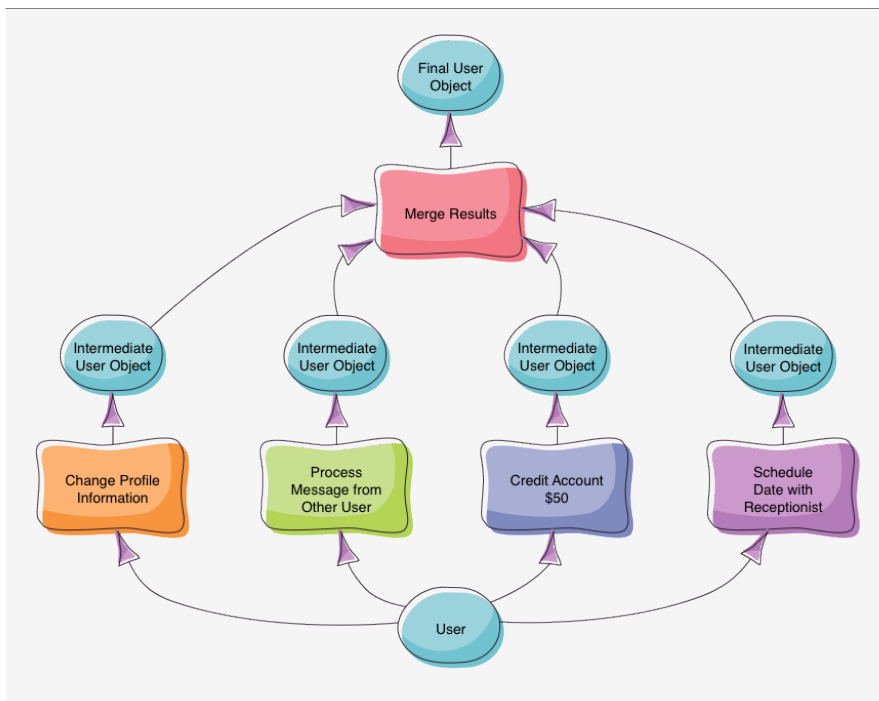 Final User
Object
Merge Results
Intermediate
User Object
Intermediate
User Object
Intermediate
User Object
Intermediate
User Object
Change Profile
Information
Process
Message from
Other User
Credit Account
$50
Schedule
Date with
Receptionist
User